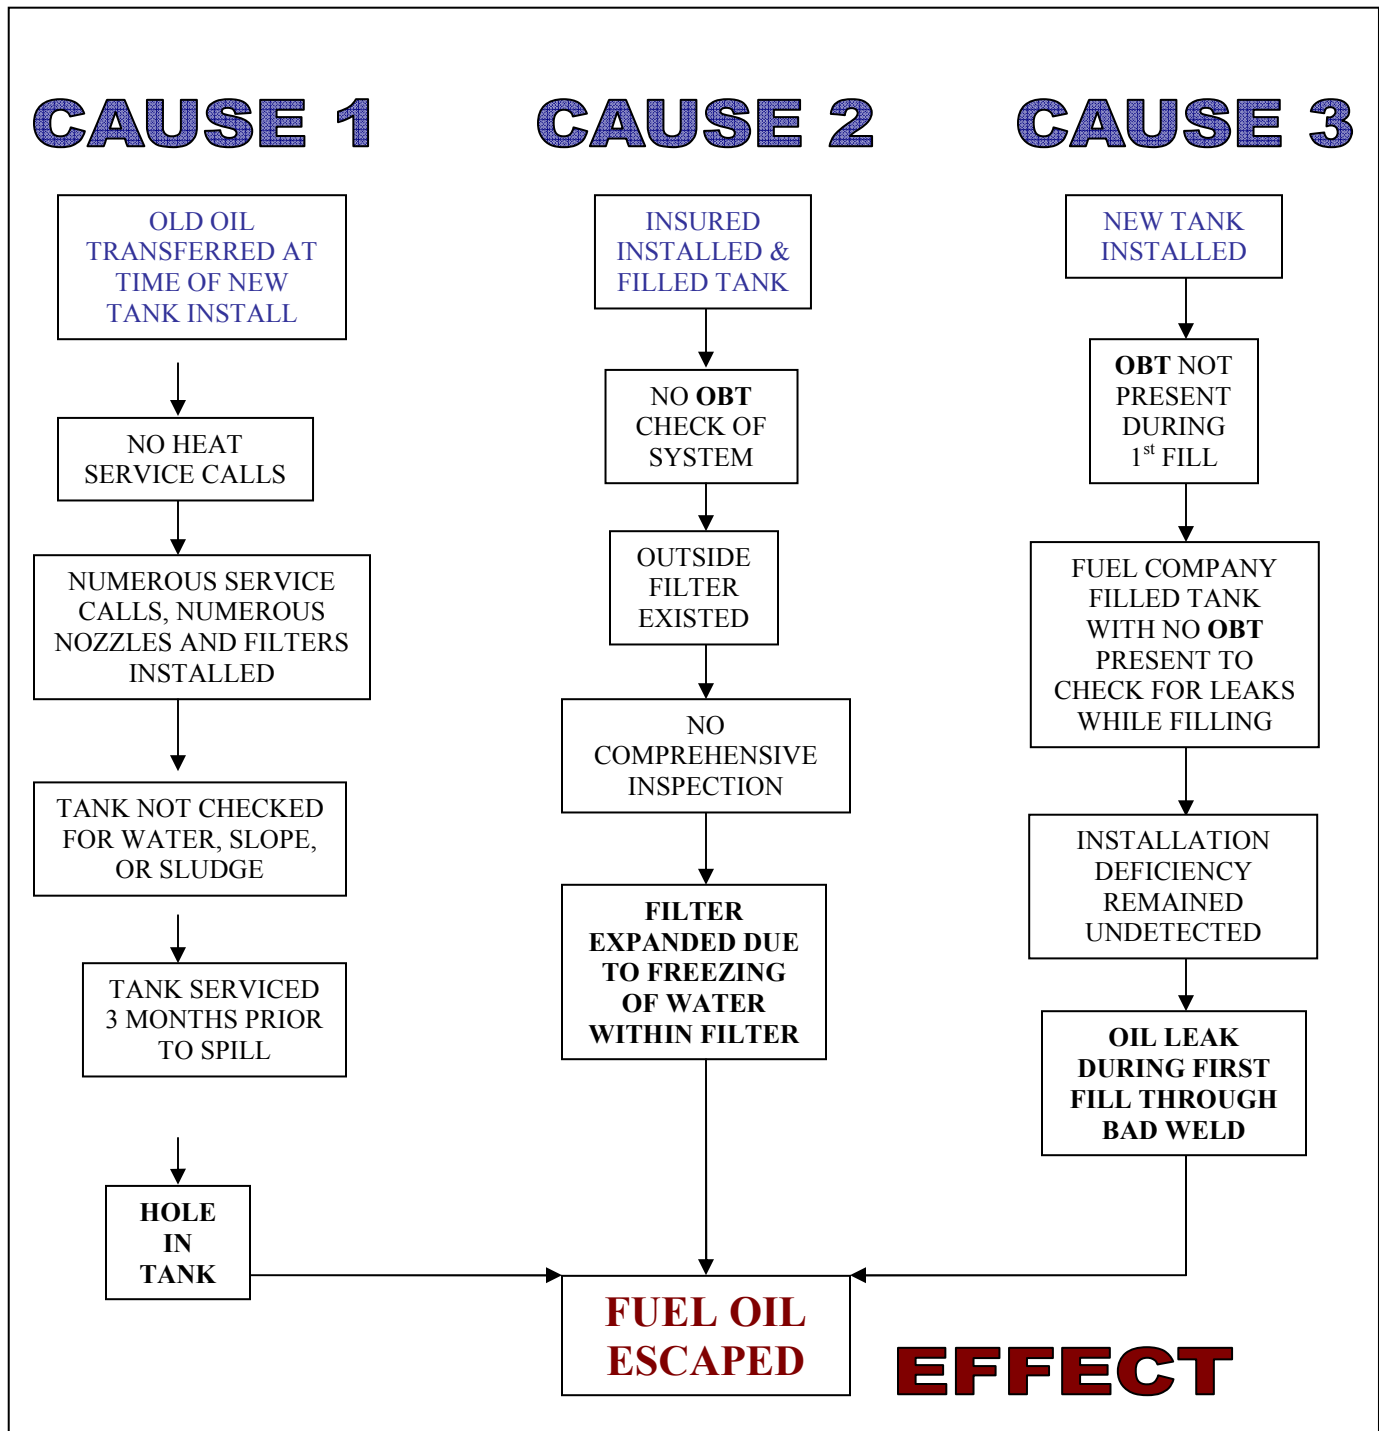 CAUSE 1
CAUSE 2
CAUSE 3
OLD OIL
TRANSFERRED AT
TIME OF NEW
TANK INSTALL
NO HEAT
SERVICE CALLS
NUMEROUS SERVICE
CALLS, NUMEROUS
NOZZLES AND FILTERS
INSTALLED
TANK NOT CHECKED
FOR WATER, SLOPE,
OR SLUDGE
TANK SERVICED
3 MONTHS PRIOR
TO SPILL
HOLE
IN
TANK
INSURED
INSTALLED &
FILLED TANK
NO OBT
CHECK OF
SYSTEM
OUTSIDE
FILTER
EXISTED
NO
COMPREHENSIVE
INSPECTION
FILTER
EXPANDED DUE
TO FREEZING
OF WATER
WITHIN FILTER
NEW TANK
INSTALLED
OBT NOT
PRESENT
DURING
1st FILL
FUEL COMPANY
FILLED TANK
WITH NO OBT
PRESENT TO
CHECK FOR LEAKS
WHILE FILLING
INSTALLATION
DEFICIENCY
REMAINED
UNDETECTED
OIL LEAK
DURING FIRST
FILL THROUGH
BAD WELD
FUEL OIL
ESCAPED
EFFECT